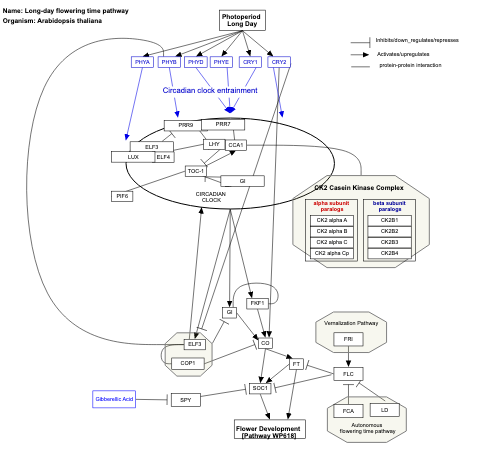 Name: Long-day flowering time pathway
Organism: Arabidopsis thaliana
Photoperiod
Long Day
Inhibits/down_regulates/represses
Activates/upregulates
protein-protein interaction
PHYA
PHYB
PHYD
PHYE
CRY1
CRY2
Circadian clock entrainment
PRR9
PRR7
ELF3
LUX
ELF4
LHY
CCA1
TOC-1
GI
PIF6
CIRCADIAN
CLOCK
CK2 Casein Kinase Complex
alpha subunit
paralogs
beta subunit
paralogs
CK2 alpha A
CK2B1
CK2 alpha B
CK2B2
CK2 alpha C
CK2B3
CK2 alpha Cp
CK2B4
FKF1
GI
Vernalization Pathway
FRI
ELF3
CO
COP1
FT
FLC
Gibberellic Acid
SPY
SOC1
FCA
LD
Autonomous
flowering time pathway
Flower Development
[Pathway WP618]